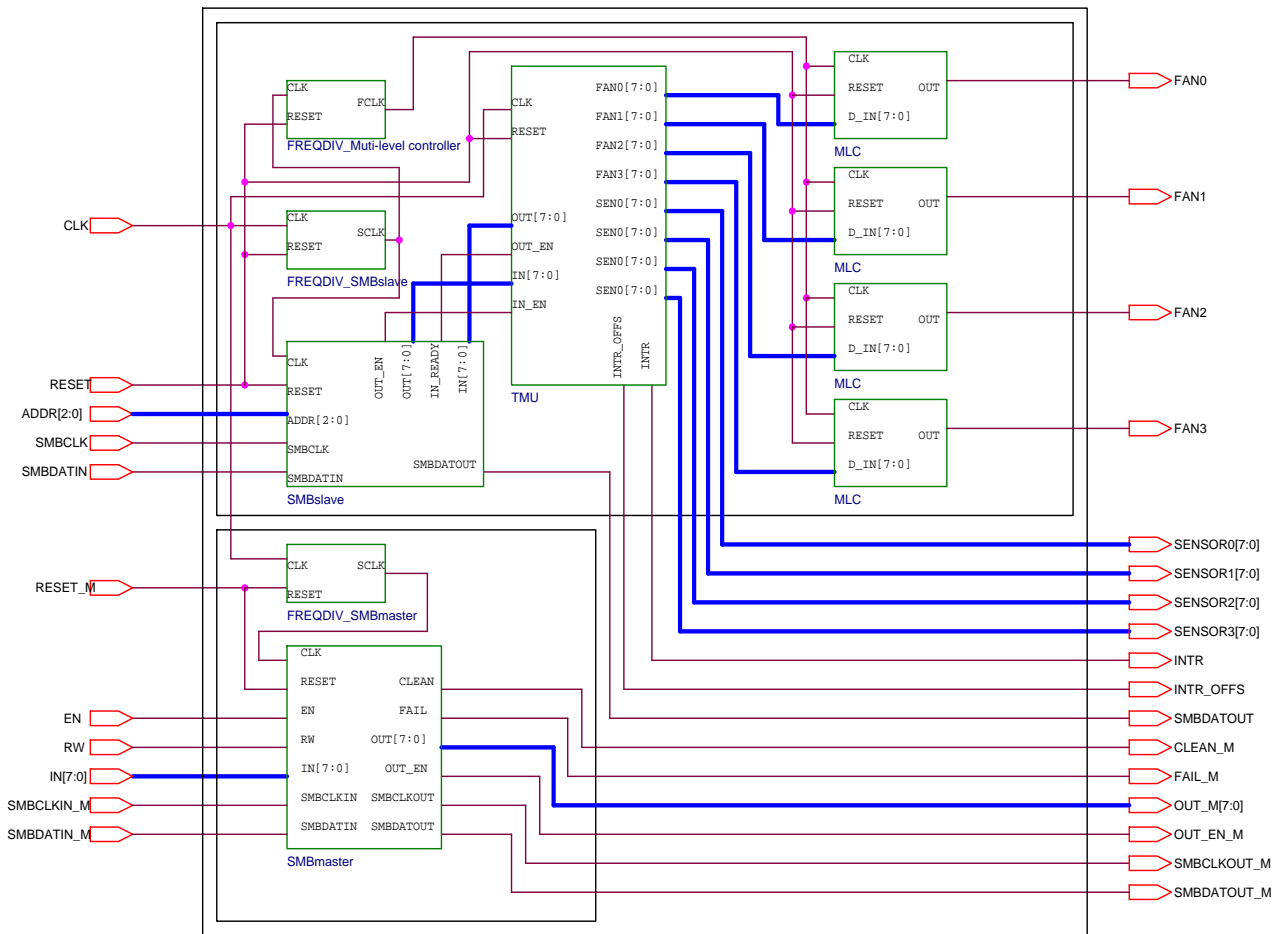 CLK
RESET
ADDR[2:0]
SMBCLK
SMBDATIN
RESET_M
EN
RW
IN[7:0]
SMBCLKIN_M
SMBDATIN_M
CLK
RESET
FCLK
FREQDIV_Muti-level controller
CLK
RESET
SCLK
FREQDIV_SMBslave
CLK
RESET
ADDR[2:0]
SMBCLK
SMBDATIN
OUT_EN
OUT[7:0]
IN_READY
IN[7:0]
SMBDATOUT
SMBslave
CLK
RESET
OUT[7:0]
OUT_EN
IN[7:0]
IN_EN
FAN0[7:0]
FAN1[7:0]
FAN2[7:0]
FAN3[7:0]
SEN0[7:0]
SEN0[7:0]
SEN0[7:0]
SEN0[7:0]
INTR_OFFS
INTR
TMU
CLK
RESET
OUT
D_IN[7:0]
MLC
CLK
RESET
OUT
D_IN[7:0]
MLC
CLK
RESET
OUT
D_IN[7:0]
MLC
CLK
RESET
OUT
D_IN[7:0]
MLC
CLK
SCLK
RESET
FREQDIV_SMBmaster
CLK
RESET
EN
RW
IN[7:0]
SMBCLKIN
SMBDATIN
CLEAN
FAIL
OUT[7:0]
OUT_EN
SMBCLKOUT
SMBDATOUT
SMBmaster
FAN0
FAN1
FAN2
FAN3
SENSOR0[7:0]
SENSOR1[7:0]
SENSOR2[7:0]
SENSOR3[7:0]
INTR
INTR_OFFS
SMBDATOUT
CLEAN_M
FAIL_M
OUT_M[7:0]
OUT_EN_M
SMBCLKOUT_M
SMBDATOUT_M